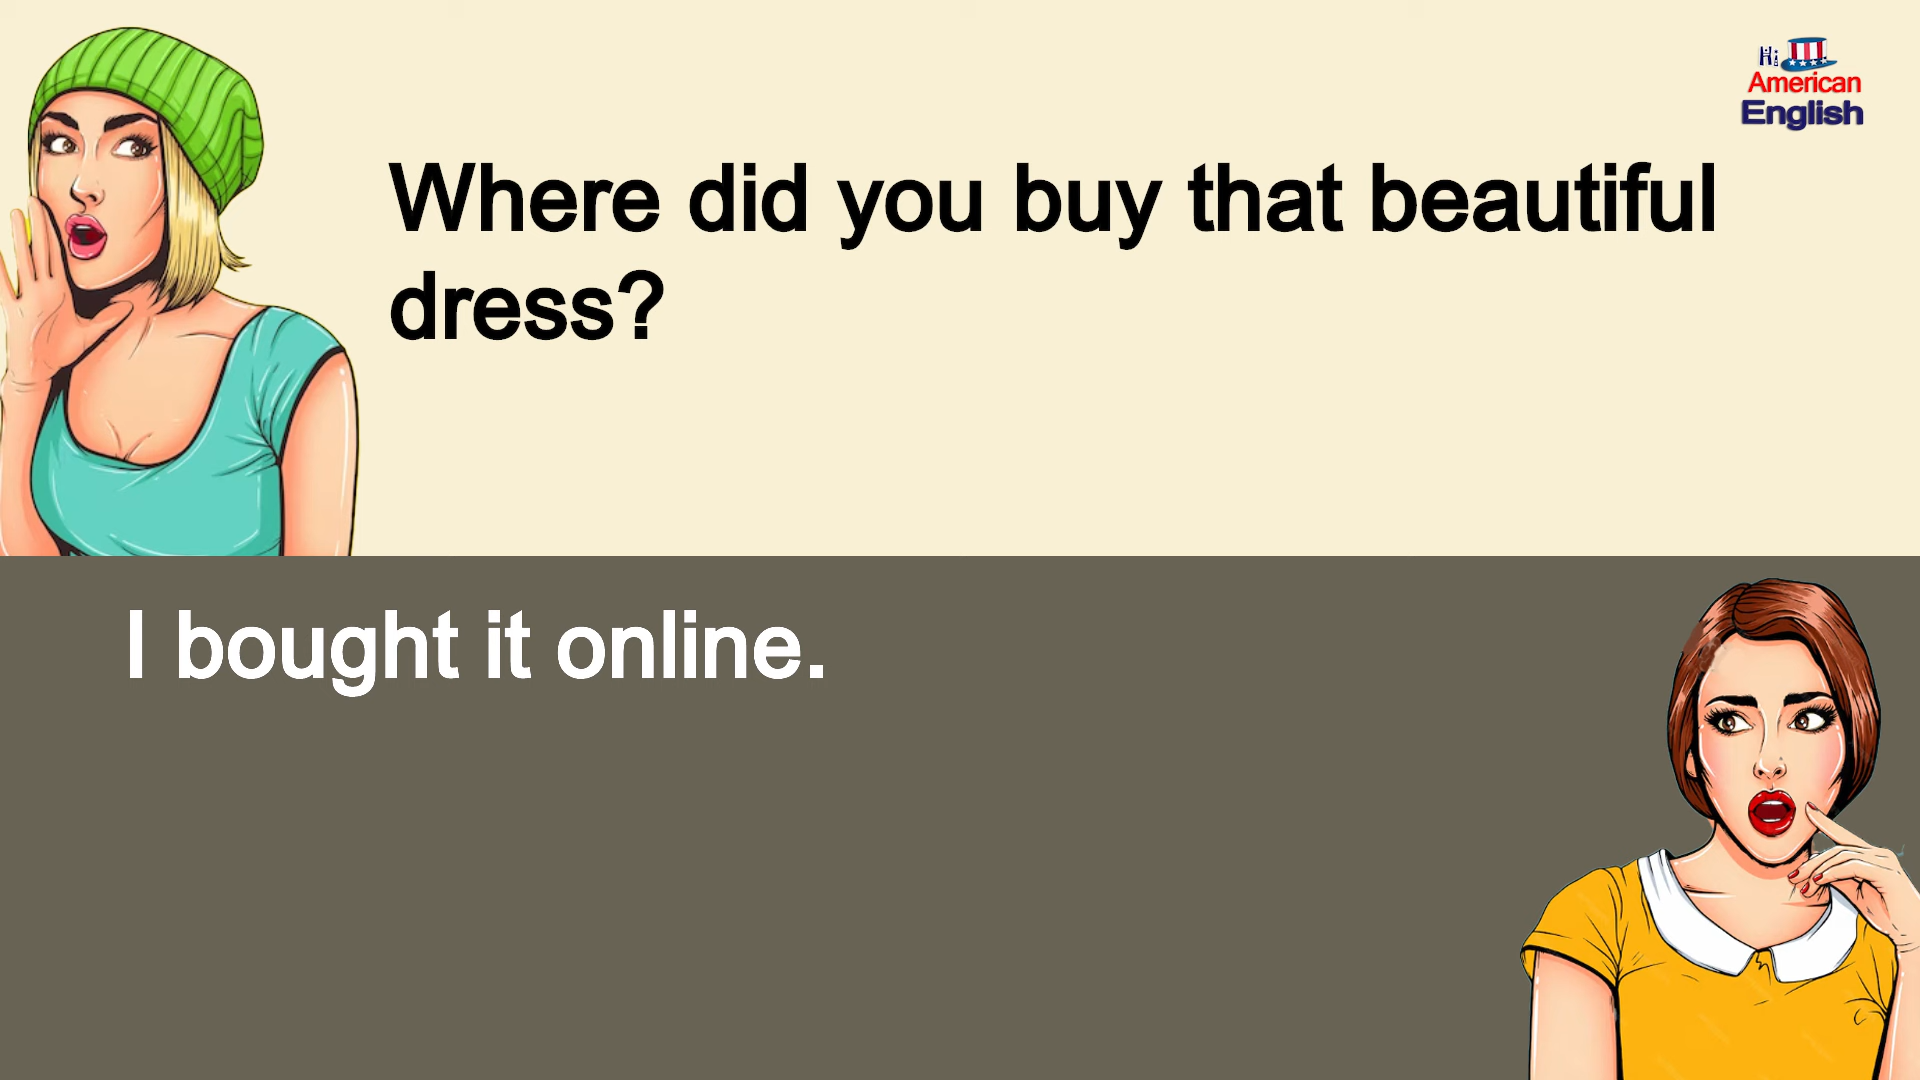 Hi
American
English
Where did you buy that beautiful
dress?
I bought it online.